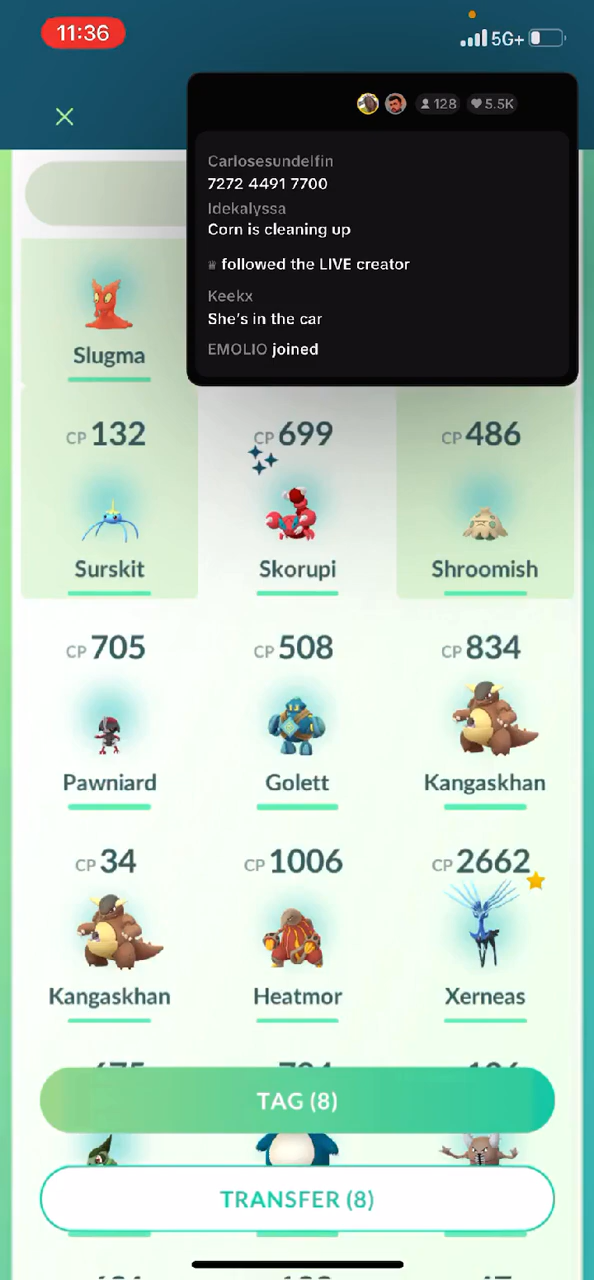 11:36
5G+
128
5.5K
Carlosesundelfin
7272 4491 7700
Idekalyssa
Corn is cleaning up
followed the LIVE creator
Keekx
She's in the car
EMOLIO joined
Slugma
CP 132
CP 699
CP 486
Surskit
Skorupi
Shroomish
CP 705
CP 508
CP 834
Pawniard
Golett
Kangaskhan
CP 34
CP 1006
CP 2662
Kangaskhan
Heatmor
Xerneas
TAG (8)
TRANSFER (8)